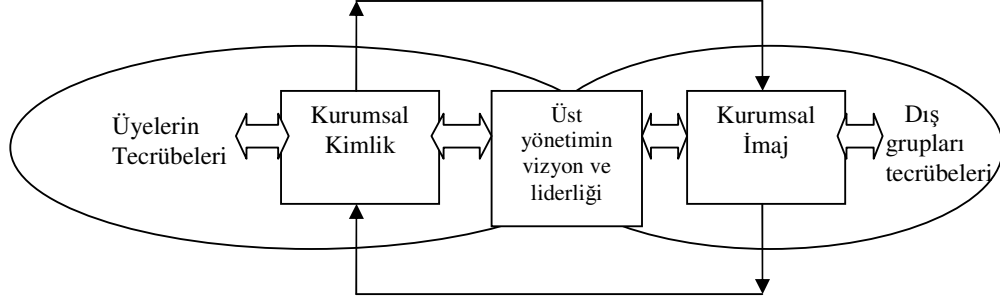 Üyelerin
Tecrübeleri
Kurumsal
Kimlik
Üst
yönetimin
vizyon ve
liderliği
Kurumsal
İmaj
Dış
grupları
tecrübeleri